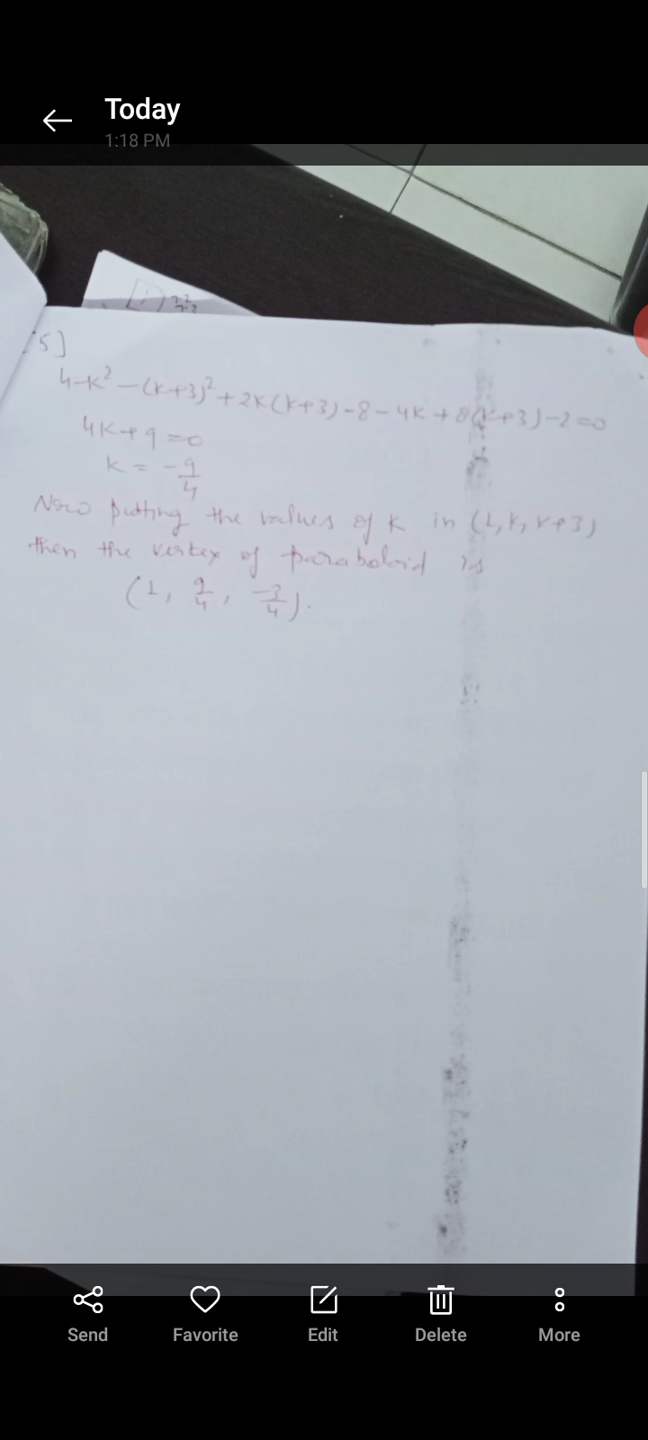 Today
1:18 PM
5]
4-k² -(k+3)² + 2k(k+3) -8 - 4k + 8(k+3) -2 =0
4k+9 =0
k = -9/4
Now putting the values of k in (1, k, k+3)
then the vertex of paraboloid is
(1, 9/4, -3/4).
Send
Favorite
Edit
Delete
More